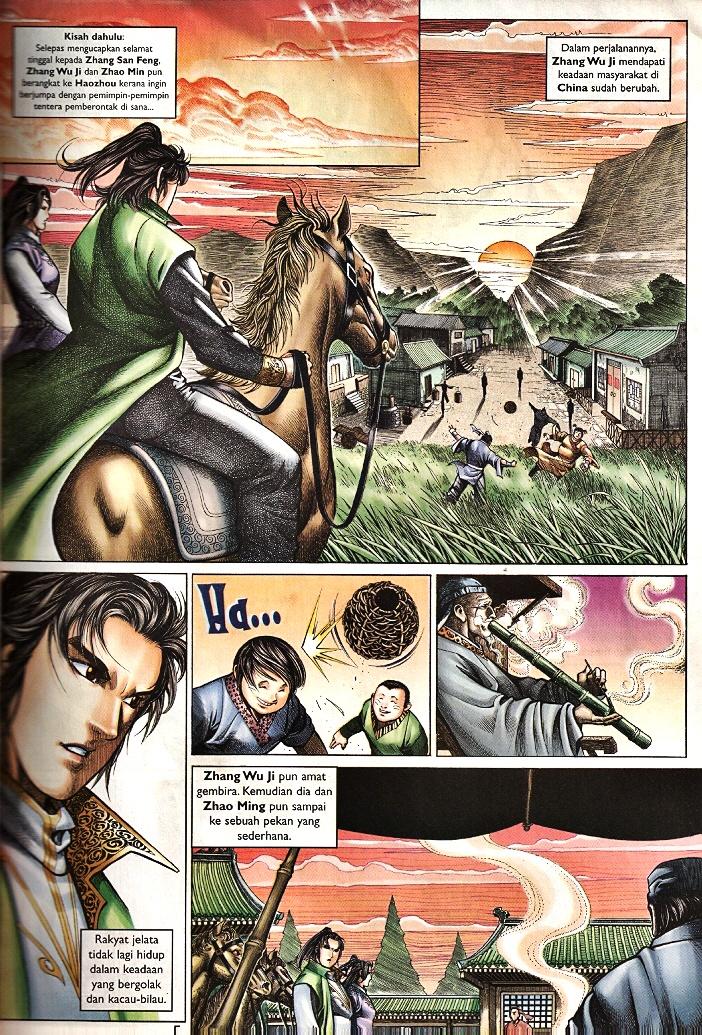 Kisah dahulu:
Selepas mengucapkan selamat
tinggal kepada Zhang San Feng,
Zhang Wu Ji dan Zhao Min pun
berangkat ke Haozhou kerana ingin
berjumpa dengan pemimpin-pemimpin
tentera pemberontak di sana...
Dalam perjalanannya,
Zhang Wu Ji mendapati
keadaan masyarakat di
China sudah berubah.
Ha...
Rakyat jelata
tidak lagi hidup
dalam keadaan
yang bergolak
dan kacau-bilau.
Zhang Wu Ji pun amat
gembira. Kemudian dia dan
Zhao Ming pun sampai
ke sebuah pekan yang
sederhana.